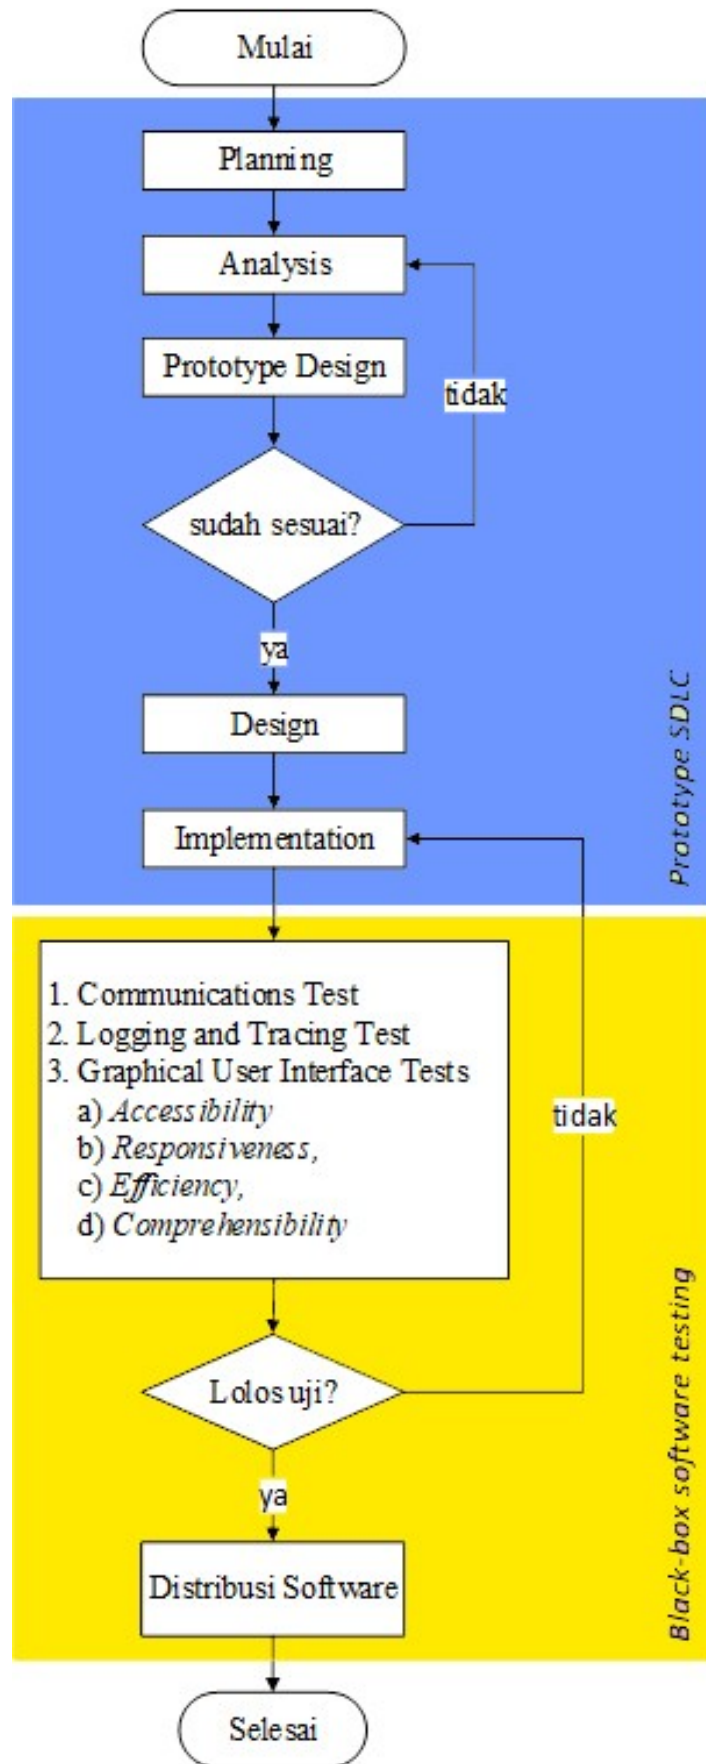 Mulai
Planning
Analysis
Prototype Design
tidak
sudah sesuai?
ya
Design
Implementation
Prototype SDLC
1. Communications Test
2. Logging and Tracing Test
3. Graphical User Interface Tests
a) Accessibility
b) Responsiveness,
c) Efficiency,
d) Comprehensibility
tidak
Lolos uji?
ya
Distribusi Software
Black-box software testing
Selesai